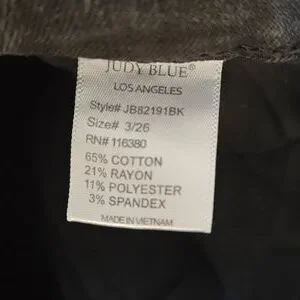 JUDY BLUE®
LOS ANGELES
Style# JB82191BK
Size# 3/26
RN# 116380
65% COTTON
21% RAYON
11% POLYESTER
3% SPANDEX
MADE IN VIETNAM